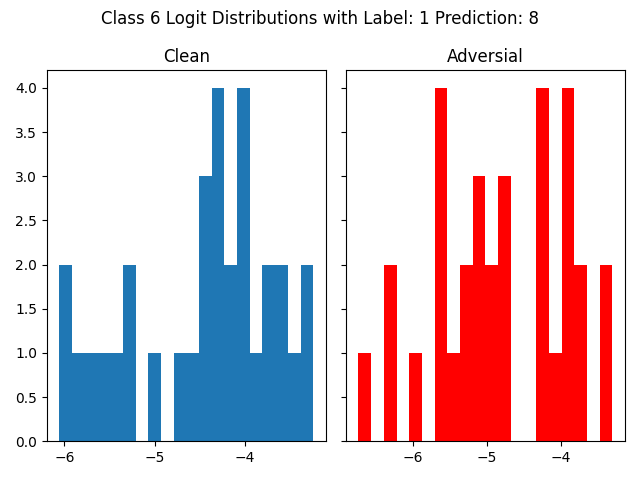 Class 6 Logit Distributions with Label: 1 Prediction: 8
Clean
Adversial
4.0
3.5
3.0
2.5
2.0
1.5
1.0
0.5
0.0
−6 −5 −4
−6 −5 −4